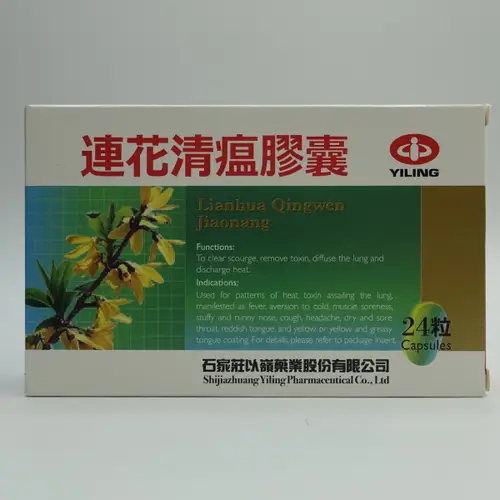 連花清瘟膠囊
YILING
Lianhua Qingwen
Jiaonang
Functions:
To clear scourge, remove toxin, diffuse the lung and
discharge heat.
Indications:
Used for patterns of heat toxin assailing the lung,
manifested as fever, aversion to cold, muscle soreness,
stuffy and runny nose, cough, headache, dry and sore
throat, reddish tongue, and yellow or yellow and greasy
tongue coating. For details, please refer to package insert.
24粒
Capsules
石家莊以嶺藥業股份有限公司
Shijiazhuang Yiling Pharmaceutical Co., Ltd